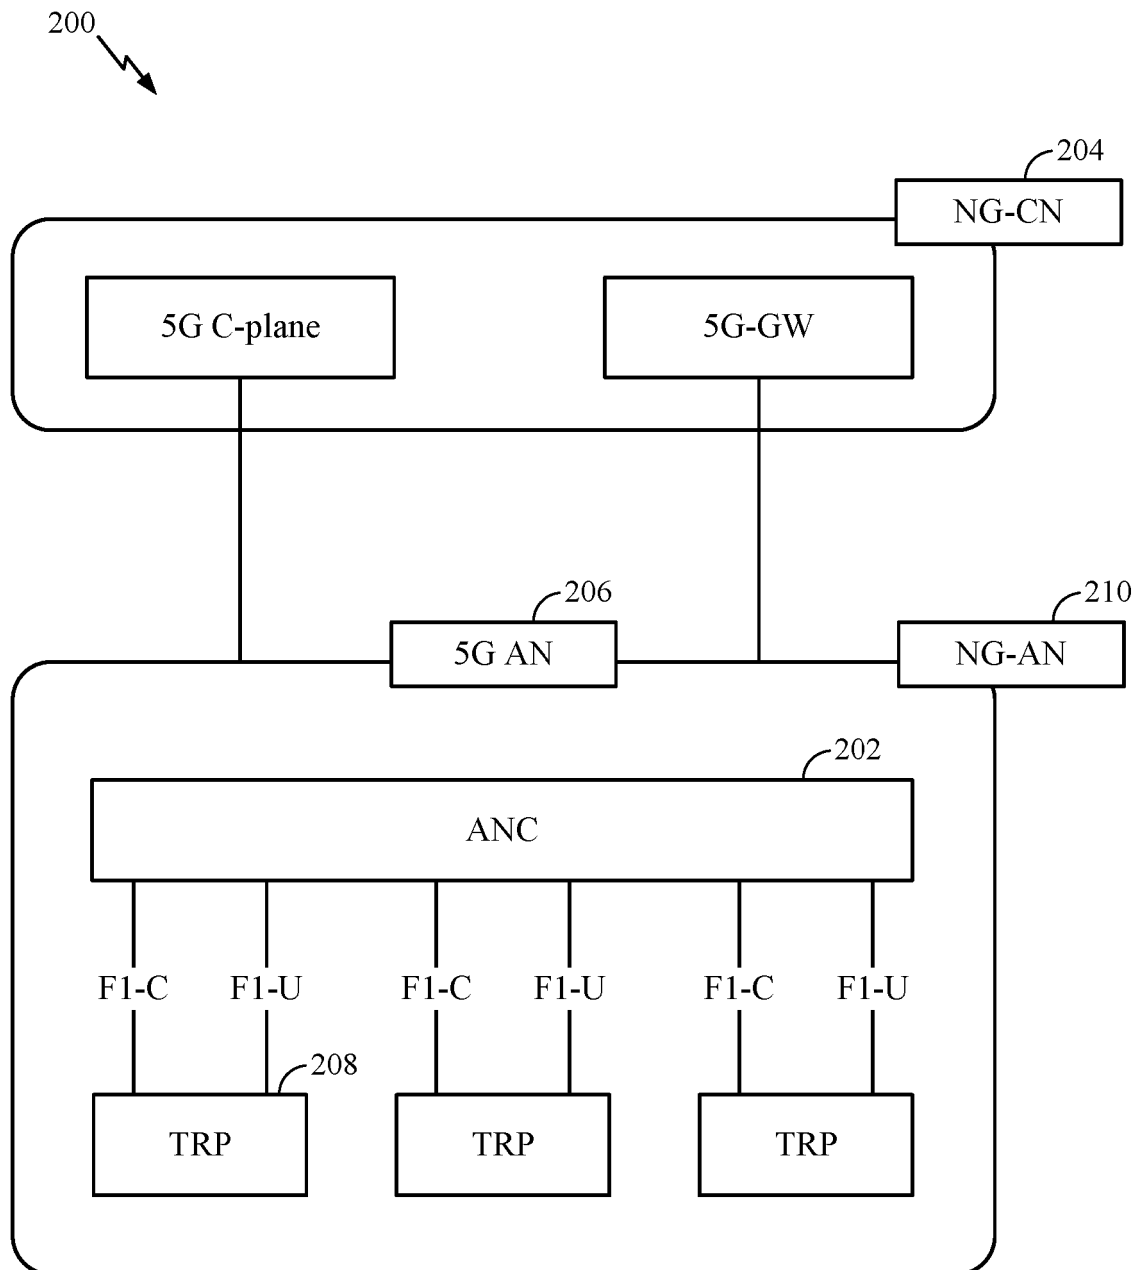 200
204
NG-CN
5G C-plane
5G-GW
206
210
5G AN
NG-AN
202
ANC
F1-C
F1-U
F1-C
F1-U
F1-C
F1-U
208
TRP
TRP
TRP